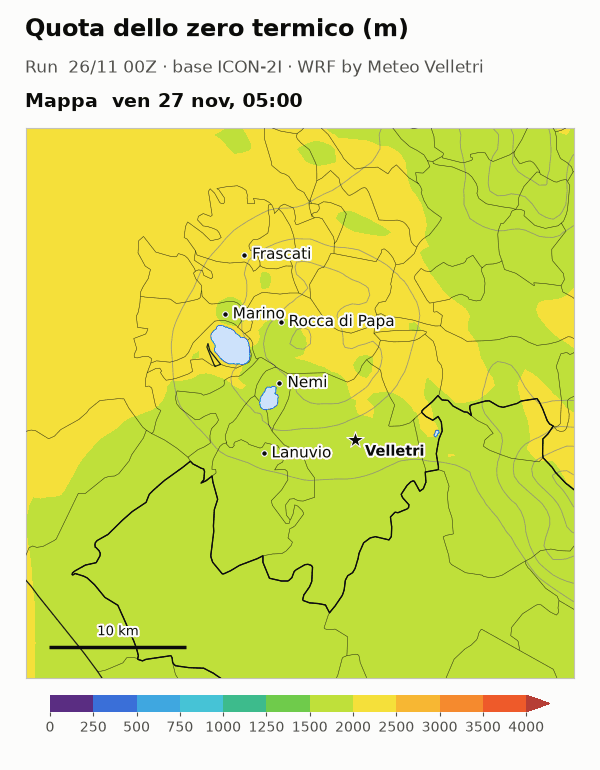 Quota dello zero termico (m)
Run  26/11 00Z · base ICON-2I · WRF by Meteo Velletri
Mappa  ven 27 nov, 05:00
Frascati
Marino
Rocca di Papa
Nemi
Velletri
Lanuvio
10 km
0 250 500 750 1000 1250 1500 2000 2500 3000 3500 4000